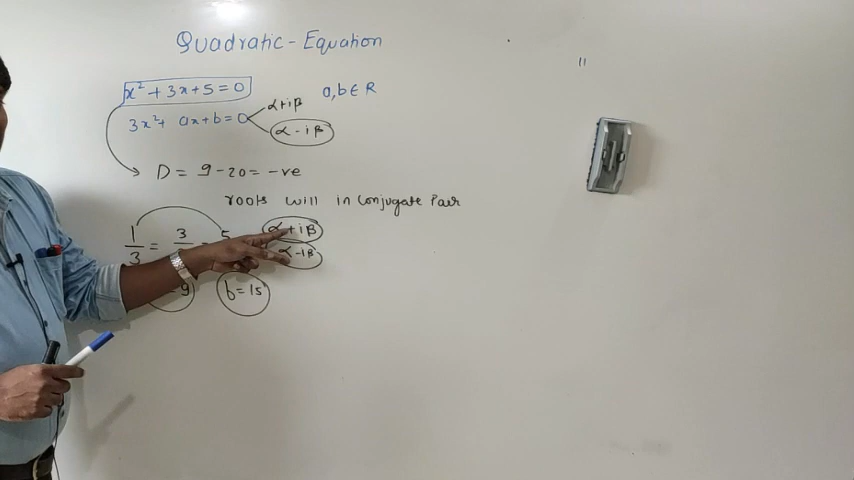 Quadratic - Equation
x² + 3x + 5 = 0   a, b ∈ R
α + iβ
3x² + ax + b = 0
α - iβ
D = 9 - 20 = -ve
roots will in Conjugate Pair
1/3 = 3/ = 5
α + iβ
α - iβ
9   b = 15